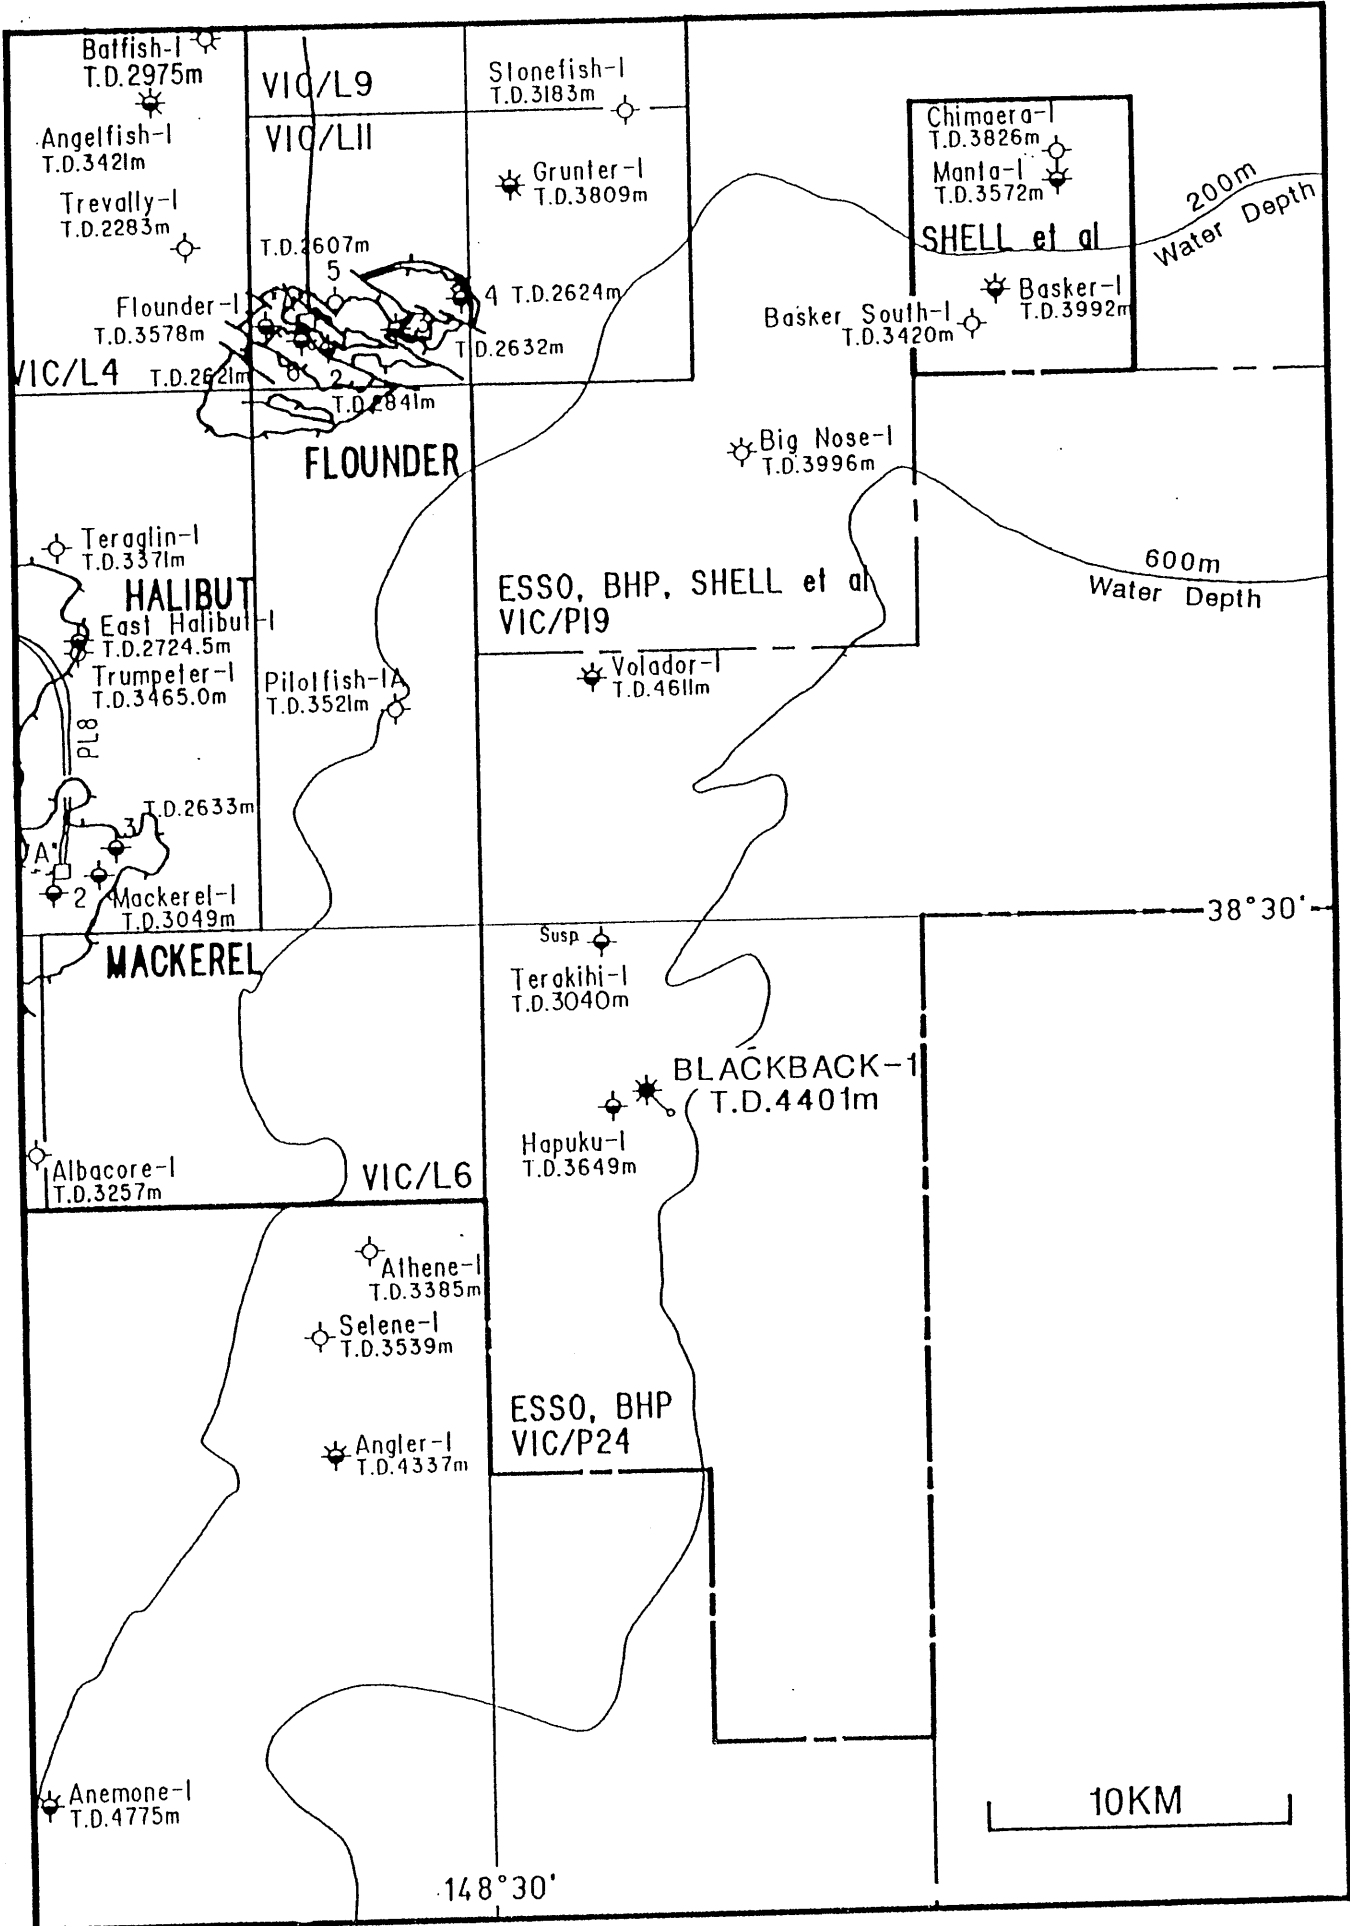 Batfish-1
T.D.2975m
VIC/L9
Stonefish-1
T.D.3183m
Chimaera-1
T.D.3826m
VIC/L11
Angelfish-1
T.D.3421m
Grunter-1
T.D.3809m
Manta-1
T.D.3572m
200m
Water Depth
Trevally-1
T.D.2283m
SHELL et al
T.D.2607m
5
4 T.D.2624m
Basker-1
T.D.3992m
Flounder-1
T.D.3578m
3
Basker South-1
T.D.3420m
T.D.2632m
VIC/L4
T.D.2621m
6
2
T.D.2841m
FLOUNDER
Big Nose-1
T.D.3996m
Teraglin-1
T.D.3371m
600m
Water Depth
HALIBUT
ESSO, BHP, SHELL et al
VIC/P19
East Halibut-1
T.D.2724.5m
Trumpeter-1
T.D.3465.0m
Pilotfish-1A
T.D.3521m
Volador-1
T.D.4611m
PL8
T.D.2633m
3
'A'
2
Mackerel-1
T.D.3049m
38°30'
MACKEREL
Susp.
Terakihi-1
T.D.3040m
BLACKBACK-1
T.D.4401m
Hapuku-1
T.D.3649m
Albacore-1
T.D.3257m
VIC/L6
Athene-1
T.D.3385m
Selene-1
T.D.3539m
ESSO, BHP
VIC/P24
Angler-1
T.D.4337m
Anemone-1
T.D.4775m
10KM
148°30'